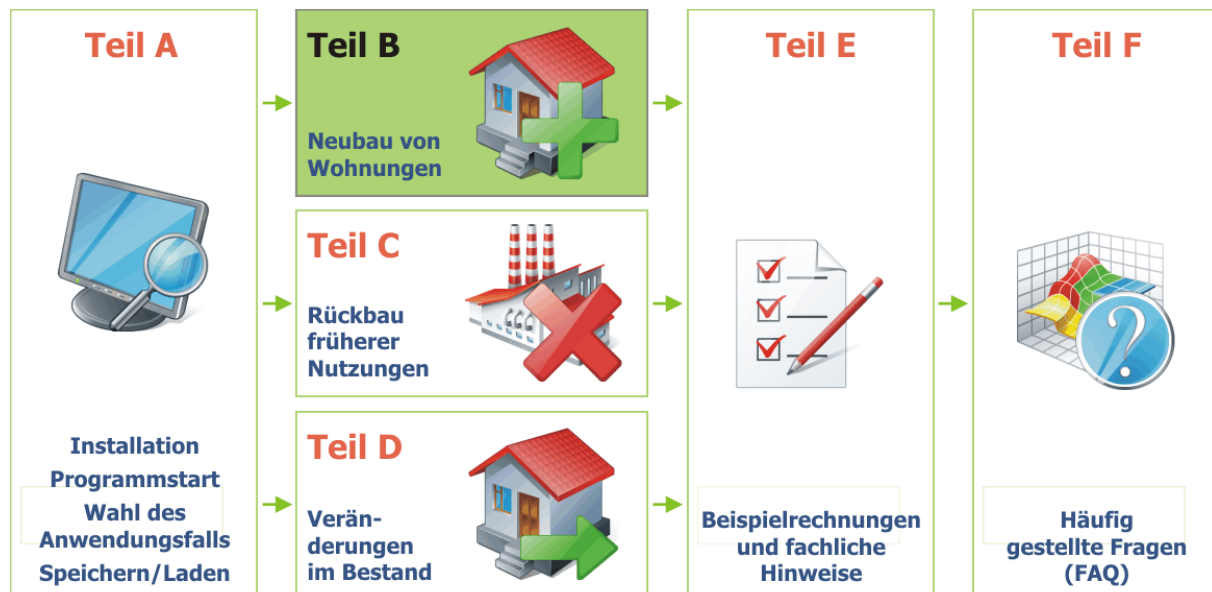 Teil A
Installation
Programmstart
Wahl des
Anwendungsfalls
Speichern/Laden
Teil B
Neubau von
Wohnungen
Teil C
Rückbau
früherer
Nutzungen
Teil D
Verän-
derungen
im Bestand
Teil E
Beispielrechnungen
und fachliche
Hinweise
Teil F
?
Häufig
gestellte Fragen
(FAQ)